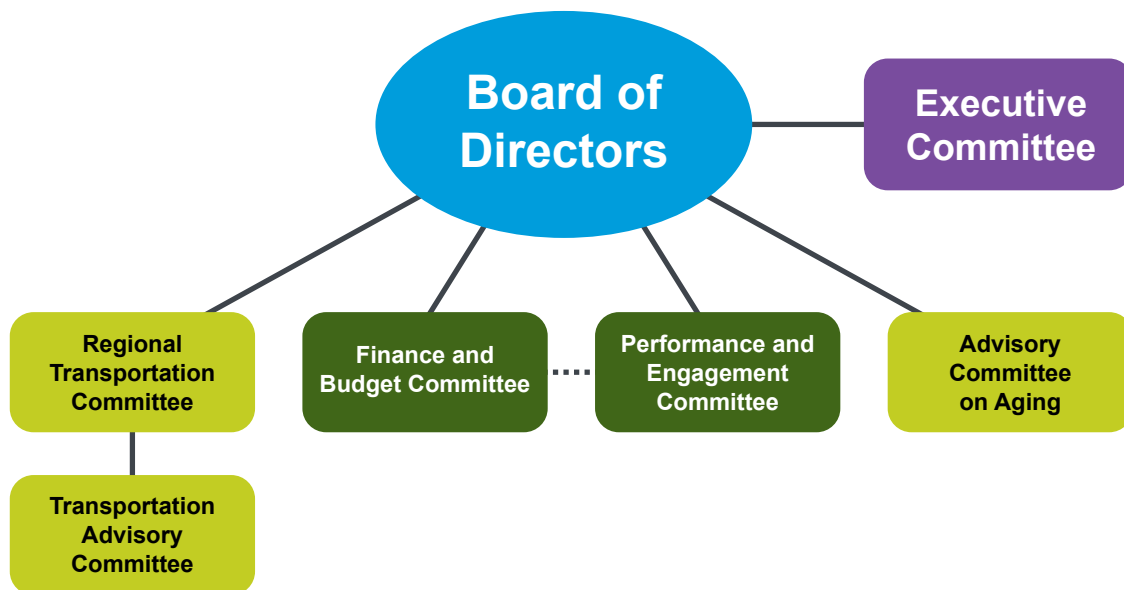 Board of
Directors
Executive
Committee
Regional
Transportation
Committee
Finance and
Budget Committee
Performance and
Engagement
Committee
Advisory
Committee
on Aging
Transportation
Advisory
Committee